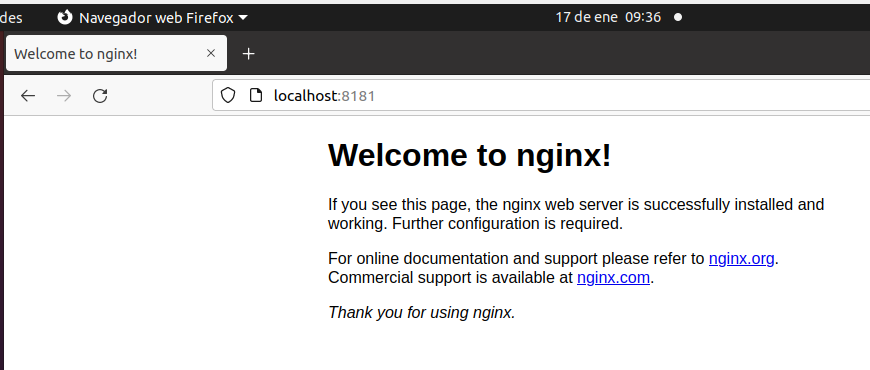 des Navegador web Firefox 17 de ene 09:36
Welcome to nginx!
localhost:8181
Welcome to nginx!
If you see this page, the nginx web server is successfully installed and
working. Further configuration is required.
For online documentation and support please refer to nginx.org.
Commercial support is available at nginx.com.
Thank you for using nginx.